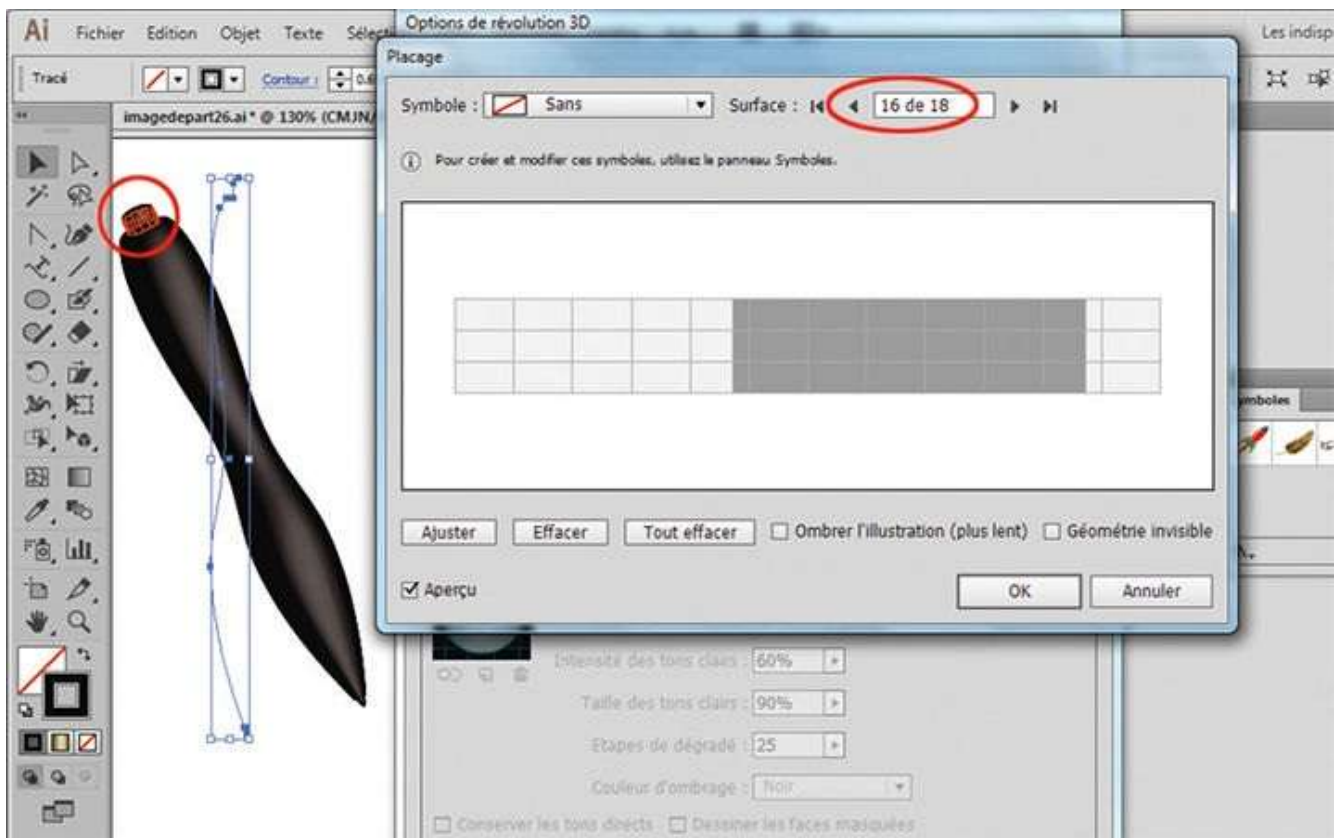 Options de révolution 3D
Ai Fichier Edition Objet Texte
Les
Placage
Tracé Contour :
Symbole : Sans Surface : 16 de 18
imagedepart26.ai* @ 130%
Pour créer et modifier ces symboles, utilisez le panneau Symboles.
Ajuster Effacer Tout effacer Ombrer l'illustration (plus lent) Géométrie invisible
Aperçu OK Annuler
Intensité des tons clairs : 60%
Taille des tons clairs : 90%
Etapes de dégradé : 25
Couleur d'ombrage : Noir
Conserver les tons directs Dessiner les faces masquées